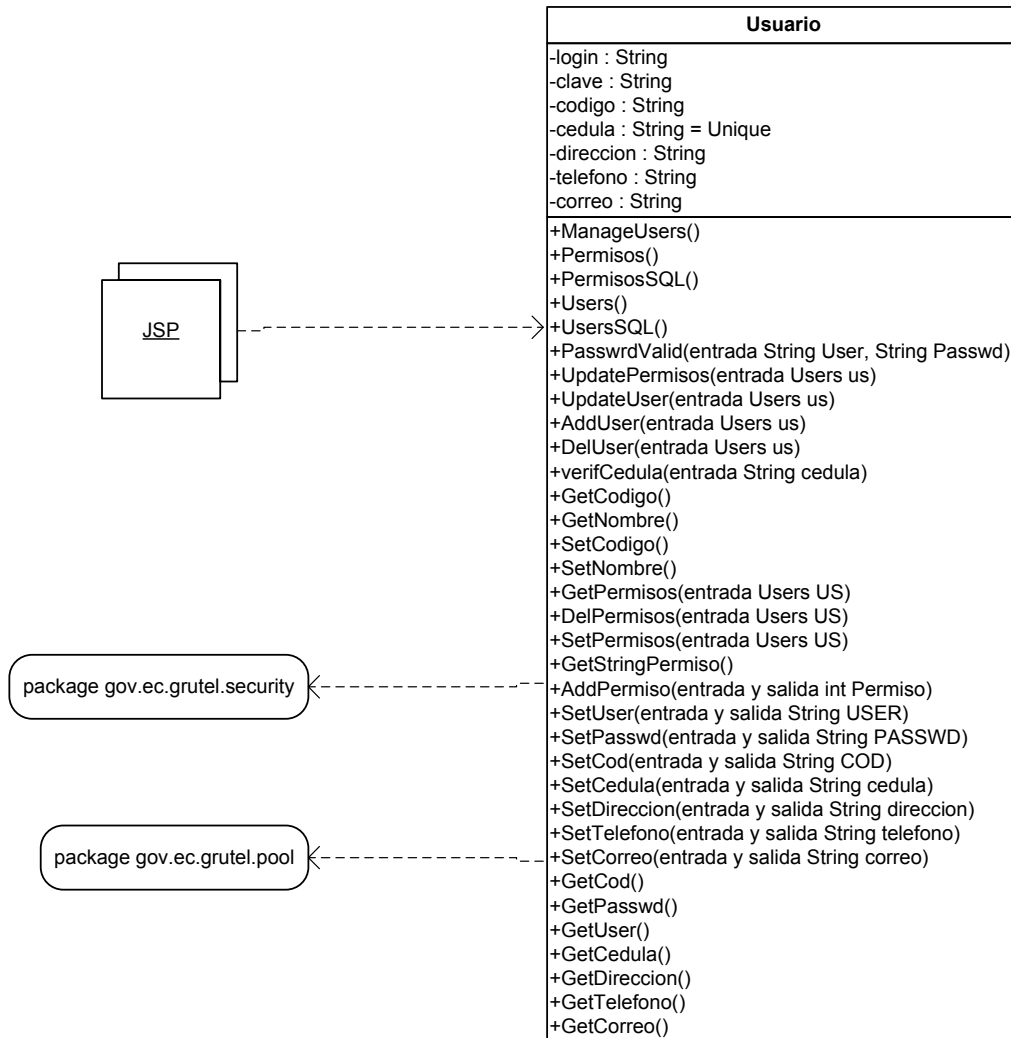 Usuario
-login : String
-clave : String
-codigo : String
-cedula : String = Unique
-direccion : String
-telefono : String
-correo : String
+ManageUsers()
+Permisos()
+PermisosSQL()
+Users()
+UsersSQL()
+PasswrdValid(entrada String User, String Passwd)
+UpdatePermisos(entrada Users us)
+UpdateUser(entrada Users us)
+AddUser(entrada Users us)
+DelUser(entrada Users us)
+verifCedula(entrada String cedula)
+GetCodigo()
+GetNombre()
+SetCodigo()
+SetNombre()
+GetPermisos(entrada Users US)
+DelPermisos(entrada Users US)
+SetPermisos(entrada Users US)
+GetStringPermiso()
+AddPermiso(entrada y salida int Permiso)
+SetUser(entrada y salida String USER)
+SetPasswd(entrada y salida String PASSWD)
+SetCod(entrada y salida String COD)
+SetCedula(entrada y salida String cedula)
+SetDireccion(entrada y salida String direccion)
+SetTelefono(entrada y salida String telefono)
+SetCorreo(entrada y salida String correo)
+GetCod()
+GetPasswd()
+GetUser()
+GetCedula()
+GetDireccion()
+GetTelefono()
+GetCorreo()
JSP
package gov.ec.grutel.security
package gov.ec.grutel.pool